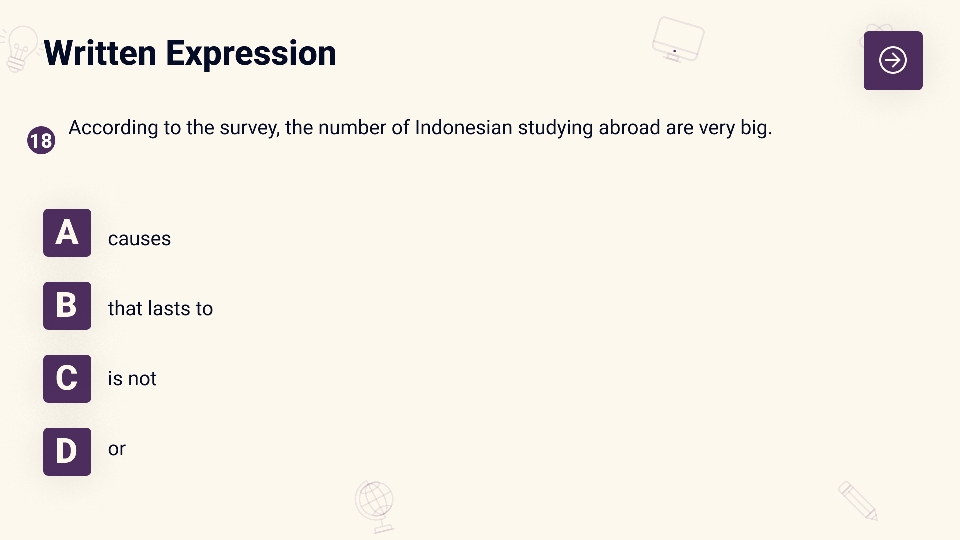 Written Expression
18 According to the survey, the number of Indonesian studying abroad are very big.
A causes
B that lasts to
C is not
D or